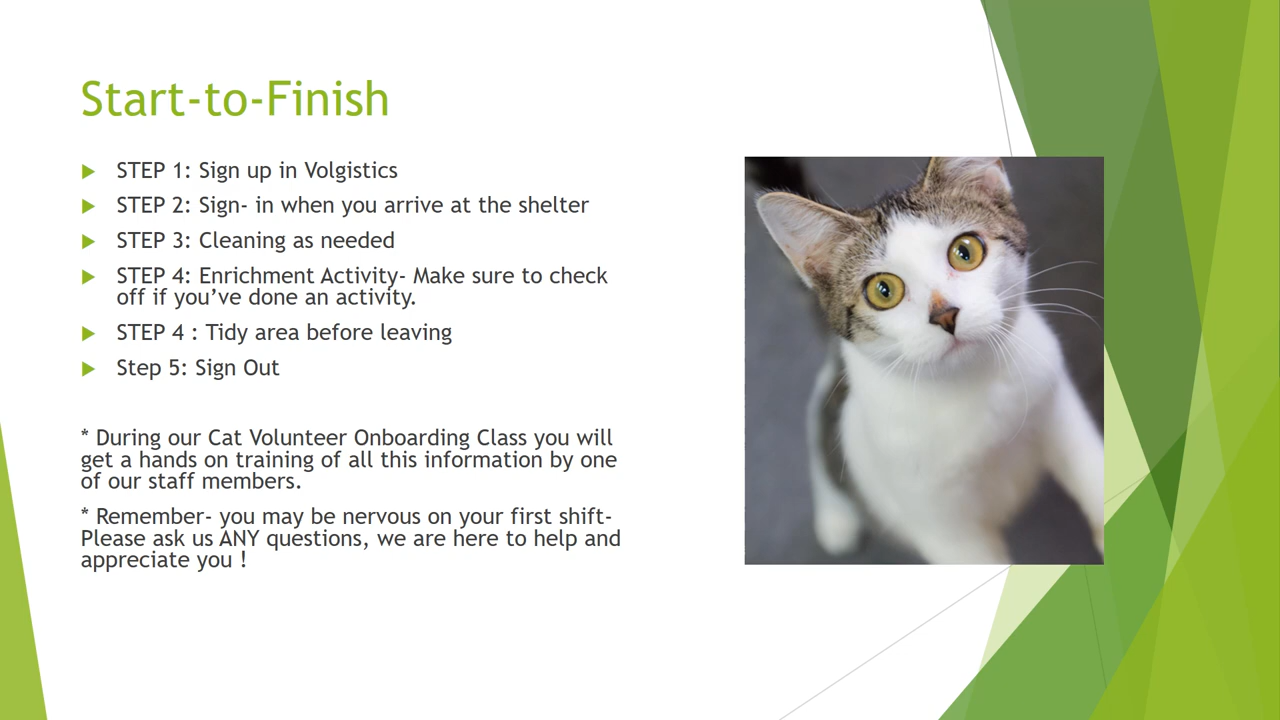 Start-to-Finish
STEP 1: Sign up in Volgistics
STEP 2: Sign- in when you arrive at the shelter
STEP 3: Cleaning as needed
STEP 4: Enrichment Activity- Make sure to check
off if you’ve done an activity.
STEP 4 : Tidy area before leaving
Step 5: Sign Out
* During our Cat Volunteer Onboarding Class you will
get a hands on training of all this information by one
of our staff members.
* Remember- you may be nervous on your first shift-
Please ask us ANY questions, we are here to help and
appreciate you !